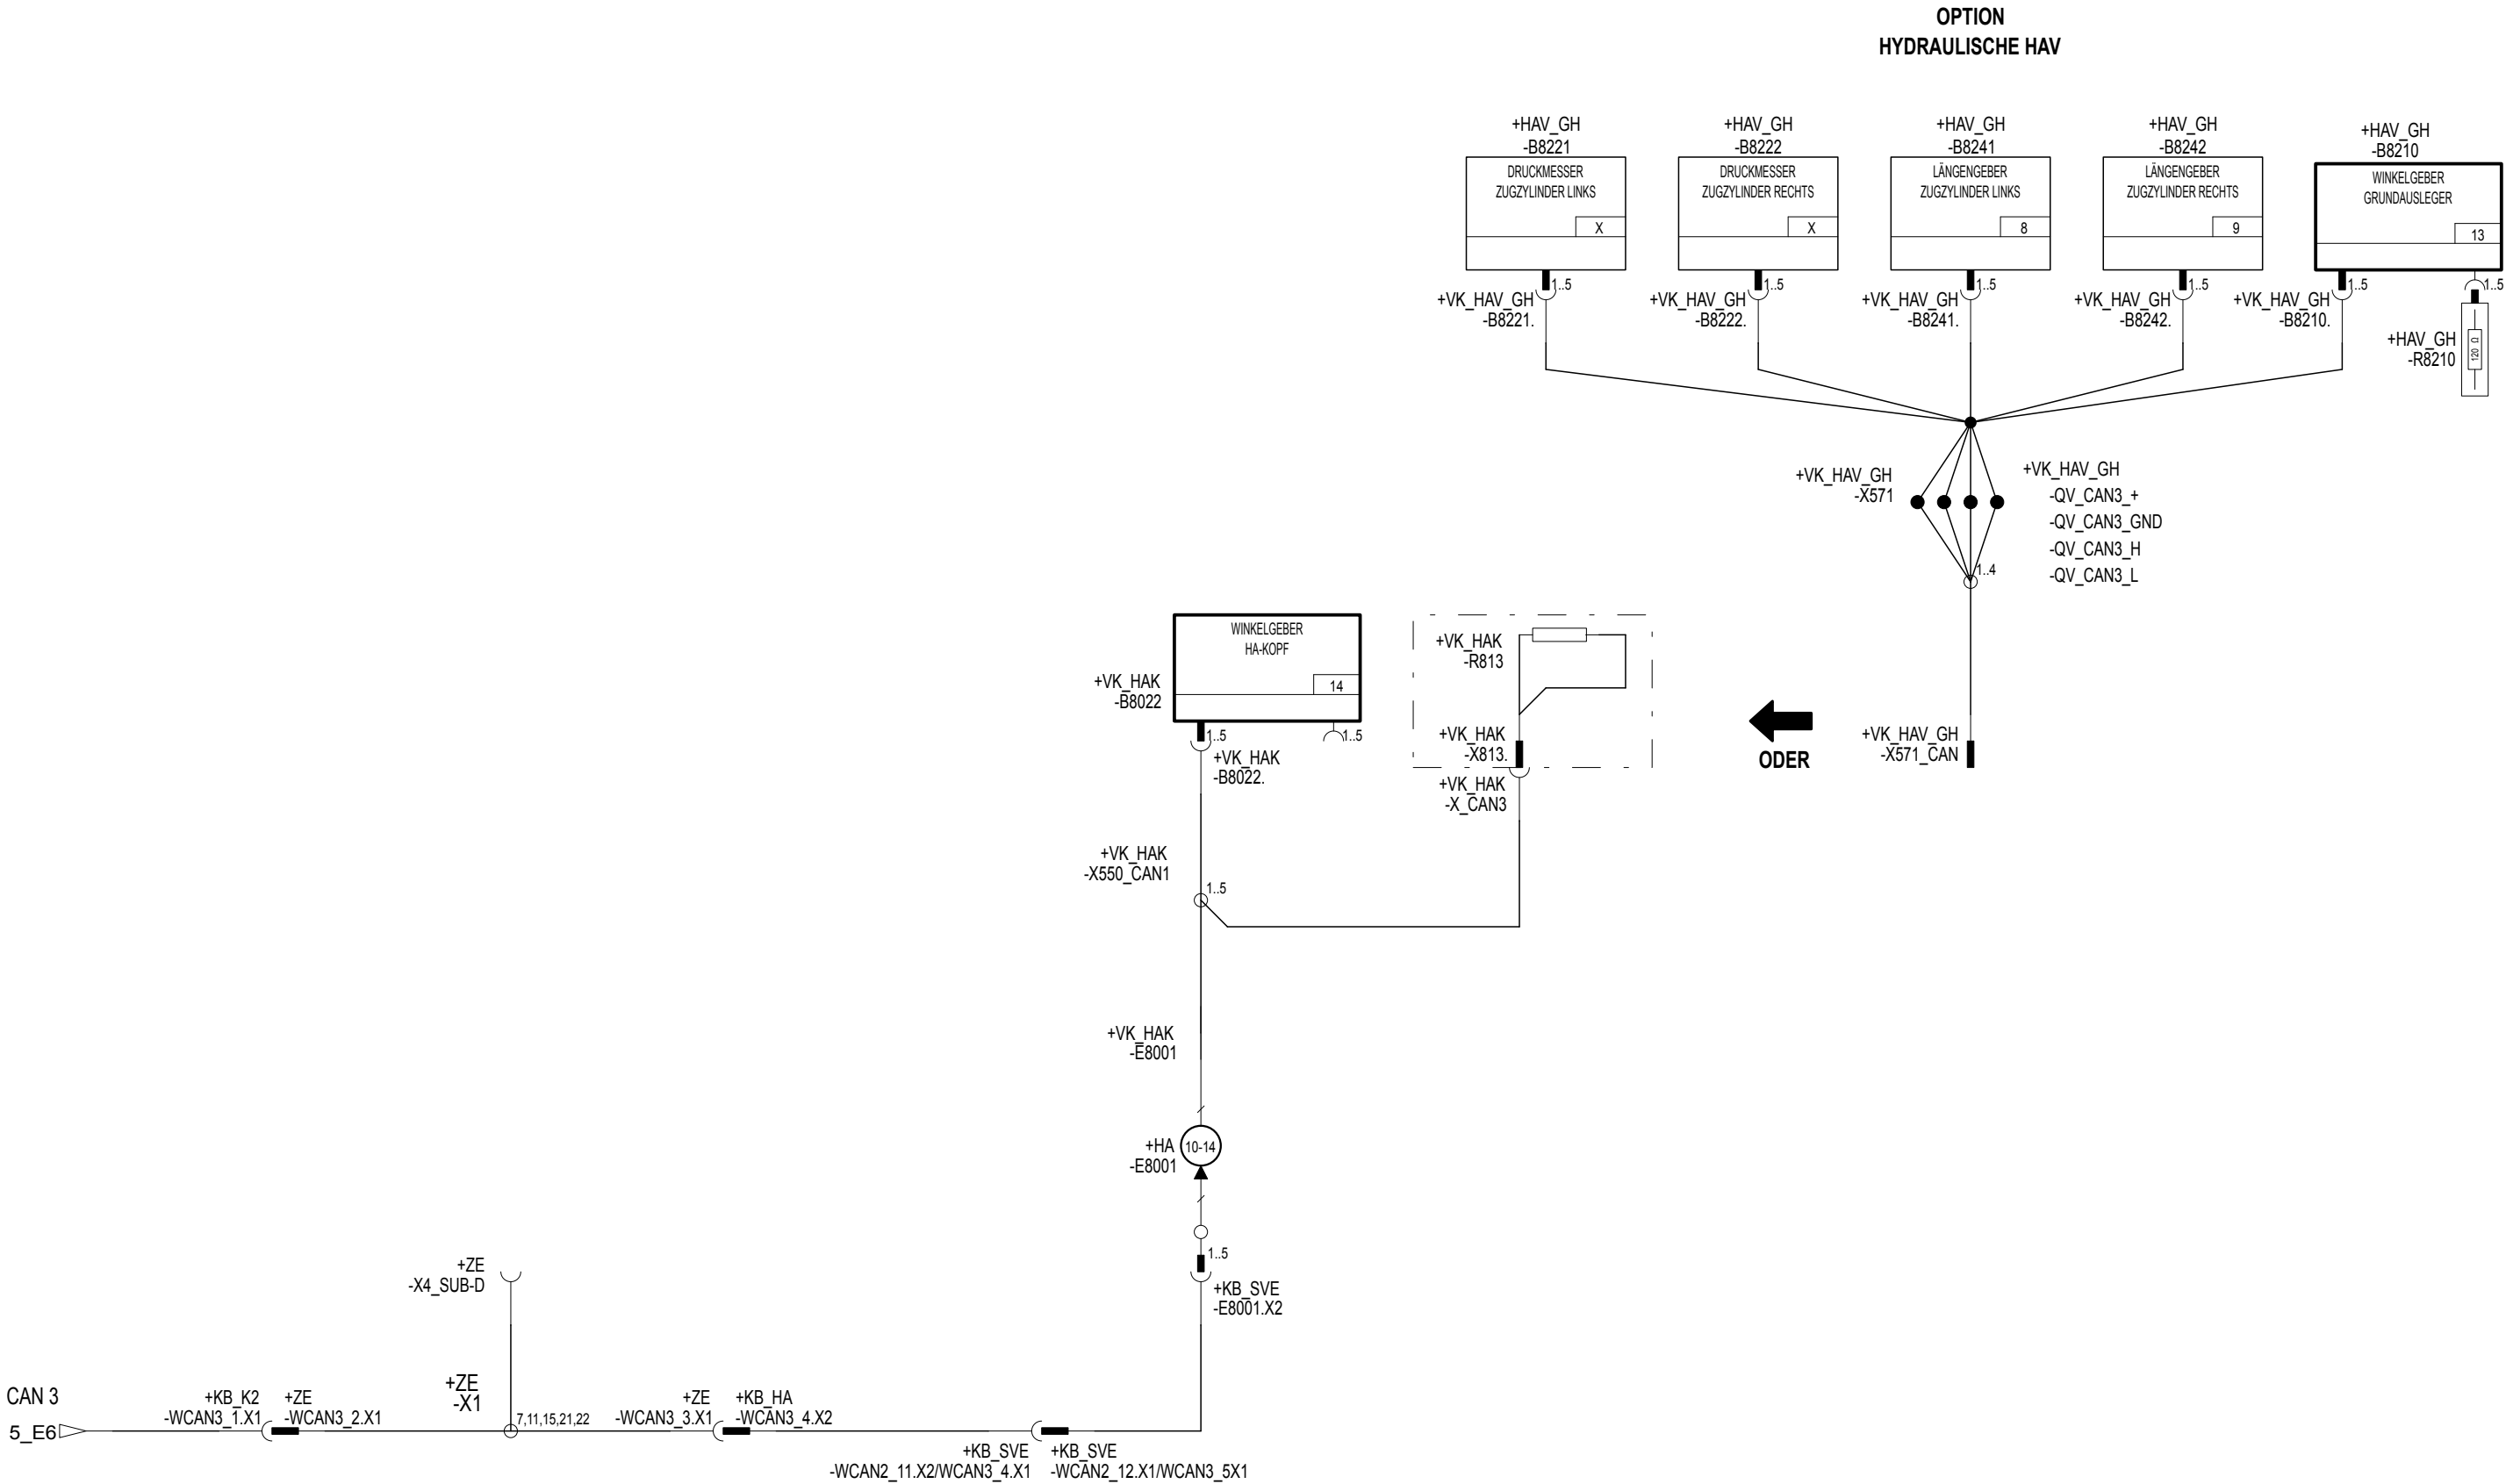 OPTION
HYDRAULISCHE HAV
+HAV_GH
-B8221
DRUCKMESSER
ZUGZYLINDER LINKS
X
1..5
+VK_HAV_GH
-B8221.
+HAV_GH
-B8222
DRUCKMESSER
ZUGZYLINDER RECHTS
X
1..5
+VK_HAV_GH
-B8222.
+HAV_GH
-B8241
LÄNGENGEBER
ZUGZYLINDER LINKS
8
1..5
+VK_HAV_GH
-B8241.
+HAV_GH
-B8242
LÄNGENGEBER
ZUGZYLINDER RECHTS
9
1..5
+VK_HAV_GH
-B8242.
+HAV_GH
-B8210
WINKELGEBER
GRUNDAUSLEGER
13
1..5
1..5
+VK_HAV_GH
-B8210.
+HAV_GH
-R8210
120 Ω
+VK_HAV_GH
-X571
+VK_HAV_GH
-QV_CAN3_+
-QV_CAN3_GND
-QV_CAN3_H
-QV_CAN3_L
1..4
WINKELGEBER
HA-KOPF
14
+VK_HAK
-B8022
1..5
1..5
+VK_HAK
-B8022.
+VK_HAK
-R813
+VK_HAK
-X813.
+VK_HAK
-X_CAN3
ODER
+VK_HAV_GH
-X571_CAN
+VK_HAK
-X550_CAN1
1..5
+VK_HAK
-E8001
+HA
-E8001
10-14
1..5
+KB_SVE
-E8001.X2
+ZE
-X4_SUB-D
CAN 3
5_E6
+KB_K2
-WCAN3_1.X1
+ZE
-WCAN3_2.X1
+ZE
-X1
7,11,15,21,22
+ZE
-WCAN3_3.X1
+KB_HA
-WCAN3_4.X2
+KB_SVE
-WCAN2_11.X2/WCAN3_4.X1
+KB_SVE
-WCAN2_12.X1/WCAN3_5X1